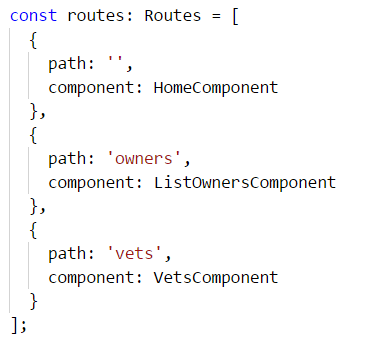 const routes: Routes = [
  {
    path: '',
    component: HomeComponent
  },
  {
    path: 'owners',
    component: ListOwnersComponent
  },
  {
    path: 'vets',
    component: VetsComponent
  }
];